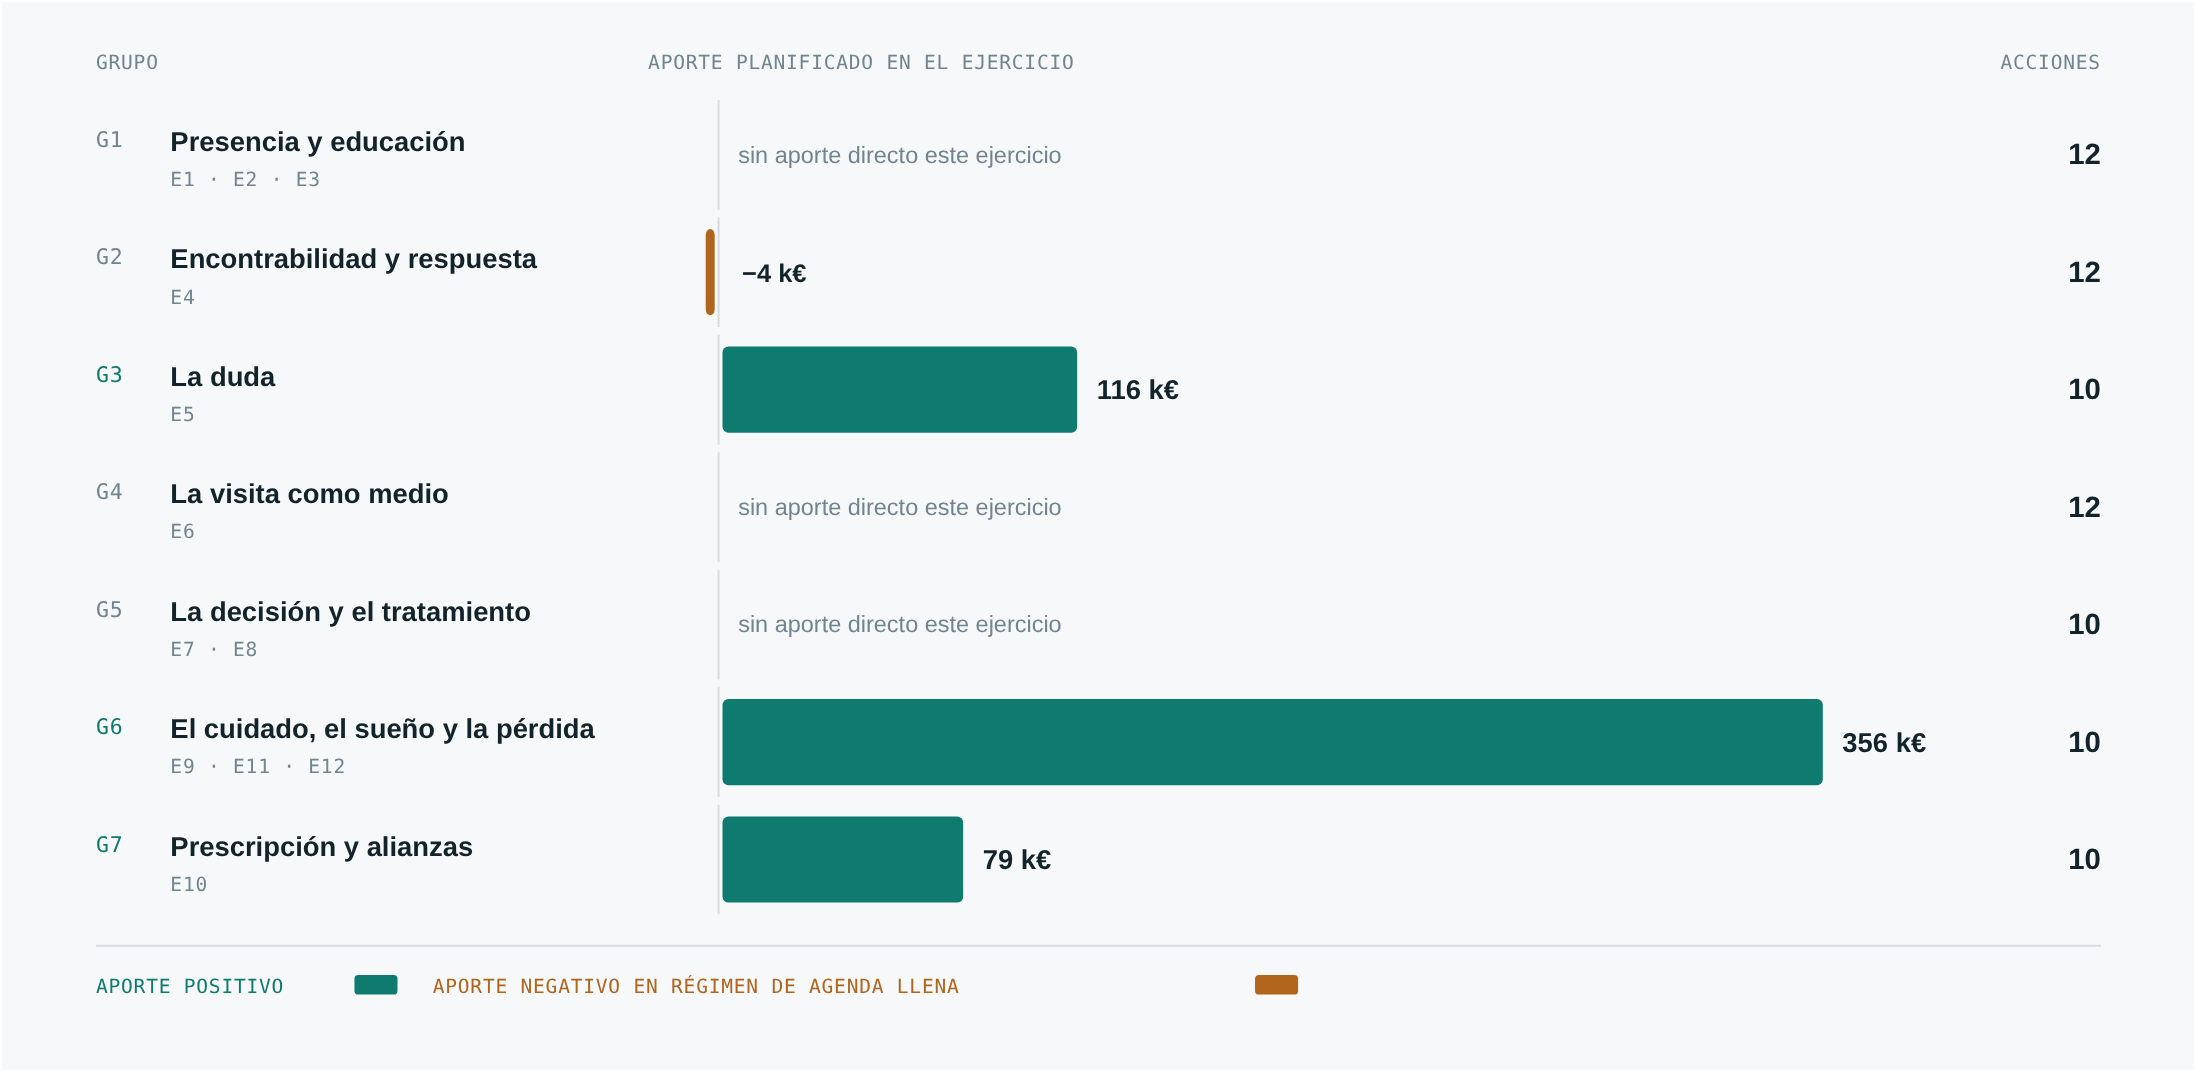 GRUPO APORTE PLANIFICADO EN EL EJERCICIO ACCIONES
G1 Presencia y educación
E1 · E2 · E3
sin aporte directo este ejercicio
12
G2 Encontrabilidad y respuesta
E4
−4 k€
12
G3 La duda
E5
116 k€
10
G4 La visita como medio
E6
sin aporte directo este ejercicio
12
G5 La decisión y el tratamiento
E7 · E8
sin aporte directo este ejercicio
10
G6 El cuidado, el sueño y la pérdida
E9 · E11 · E12
356 k€
10
G7 Prescripción y alianzas
E10
79 k€
10
APORTE POSITIVO APORTE NEGATIVO EN RÉGIMEN DE AGENDA LLENA